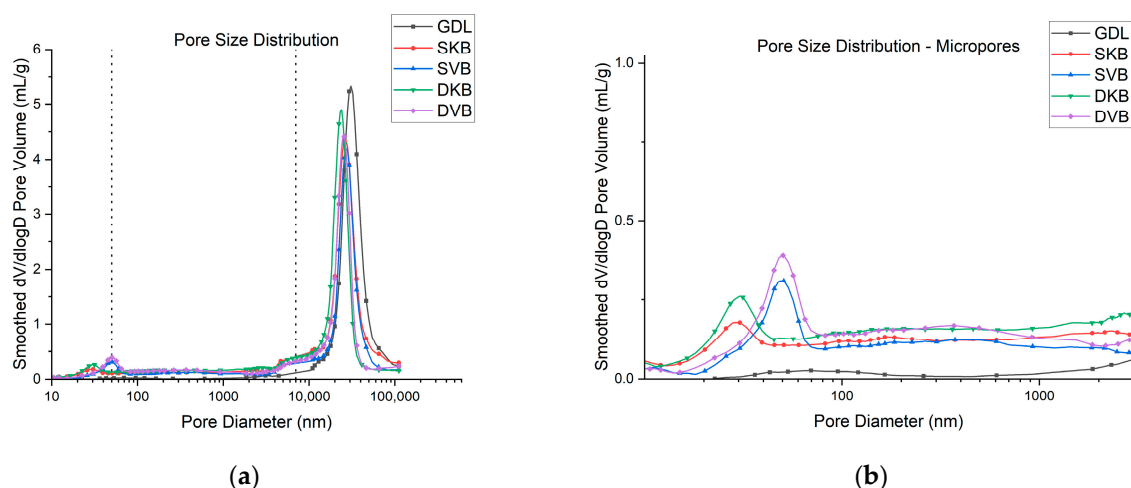 Pore Size Distribution
GDL
SKB
SVB
DKB
DVB
Smoothed dV/dlogD Pore Volume (mL/g)
6
5
4
3
2
1
0
10
100
1000
10,000
100,000
Pore Diameter (nm)
(a)
Pore Size Distribution - Micropores
GDL
SKB
SVB
DKB
DVB
Smoothed dV/dlogD Pore Volume (mL/g)
1.0
0.5
0.0
100
1000
Pore Diameter (nm)
(b)